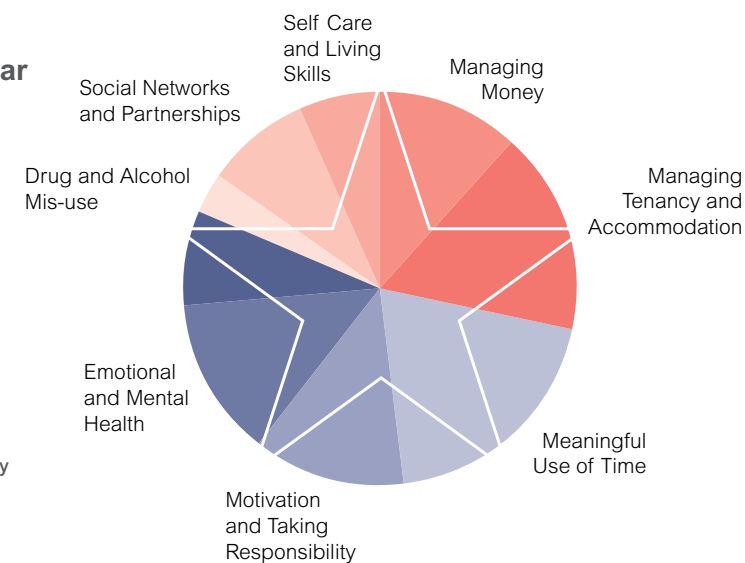 ar
Self Care
and Living
Skills
Managing
Money
Managing
Tenancy and
Accommodation
Meaningful
Use of Time
Motivation
and Taking
Responsibility
y
Emotional
and Mental
Health
Drug and Alcohol
Mis-use
Social Networks
and Partnerships